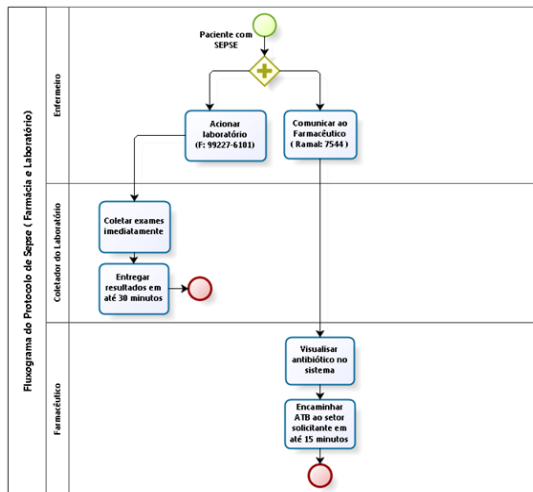 Fluxograma do Protocolo de Sepse ( Farmácia e Laboratório)
Enfermeiro
Paciente com
SEPSE
Acionar
laboratório
(F: 99227-6101)
Comunicar ao
Farmacêutico
( Ramal: 7544 )
Coletador do Laboratório
Coletar exames
imediatamente
Entregar
resultados em
até 30 minutos
Farmacêutico
Visualisar
antibiótico no
sistema
Encaminhar
ATB ao setor
solicitante em
até 15 minutos